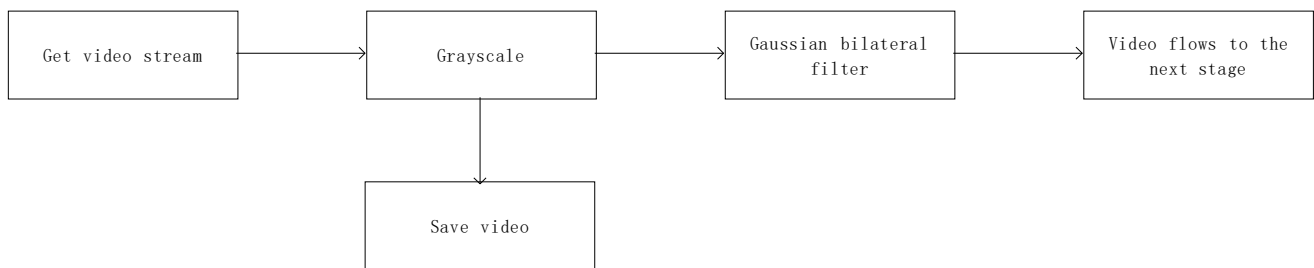 Get video stream
Grayscale
Gaussian bilateral
filter
Video flows to the
next stage
Save video